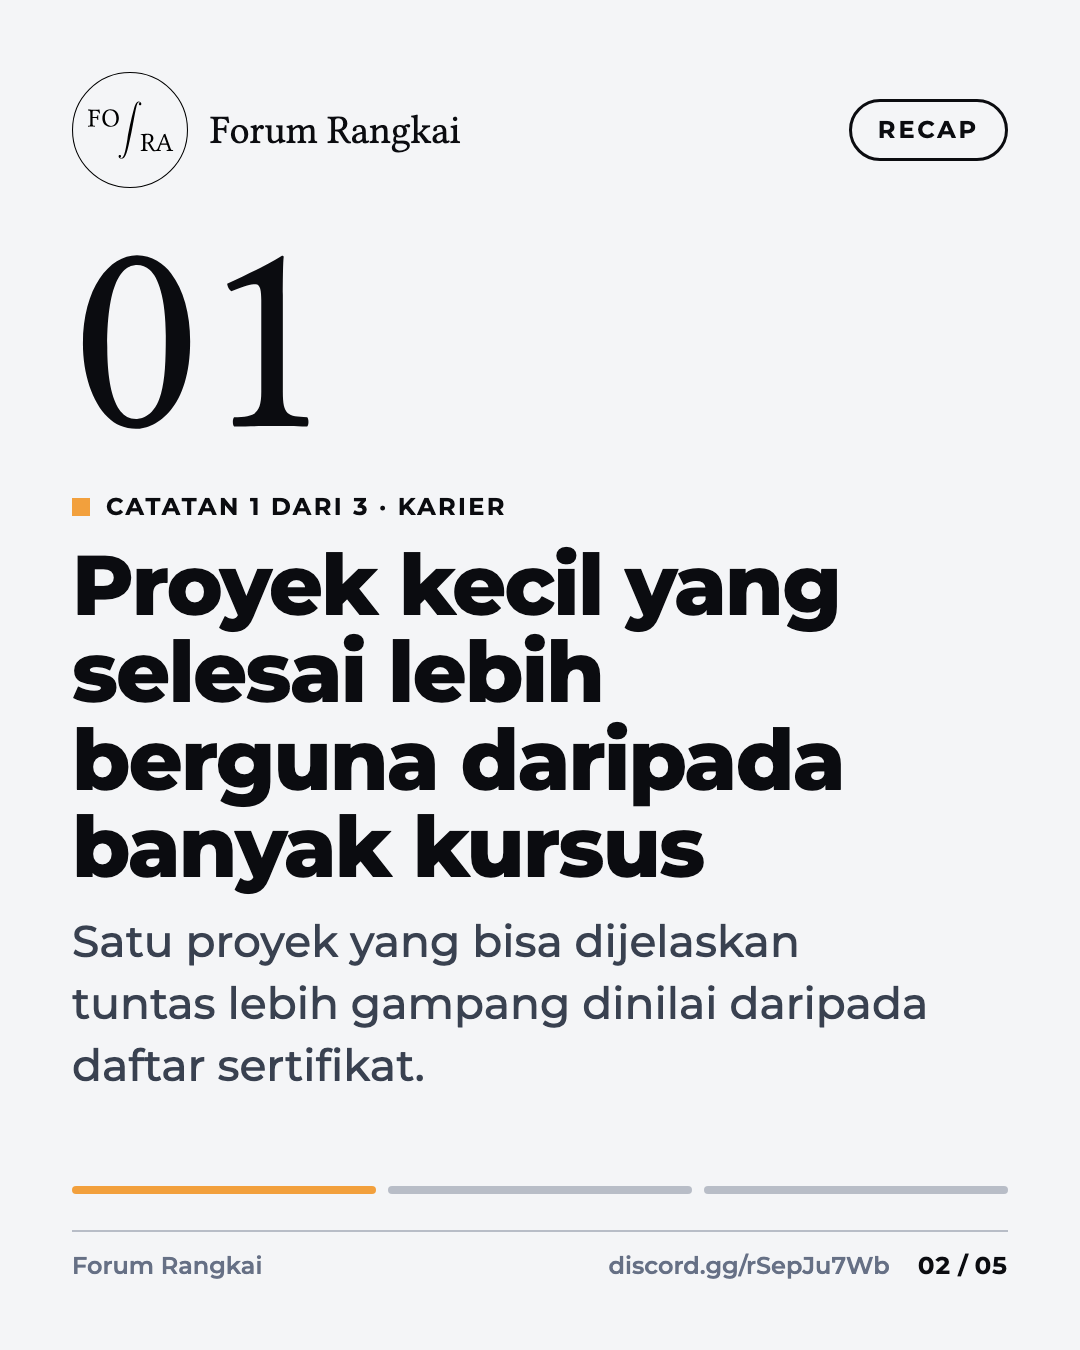 FO
RA
Forum Rangkai
RECAP
01
CATATAN 1 DARI 3 · KARIER
Proyek kecil yang
selesai lebih
berguna daripada
banyak kursus
Satu proyek yang bisa dijelaskan
tuntas lebih gampang dinilai daripada
daftar sertifikat.
Forum Rangkai
discord.gg/rSepJu7Wb
02 / 05